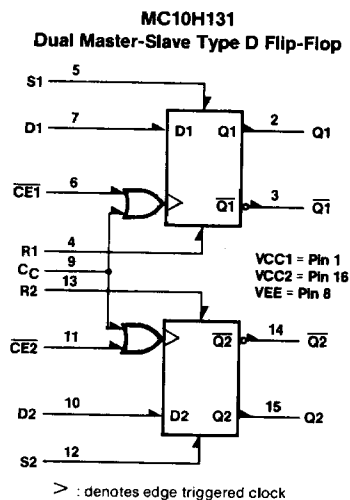 MC10H131
Dual Master-Slave Type D Flip-Flop
S1 5
D1 7 D1 Q1 2 Q1
CE1 6 Q1 3 Q1
R1 4
CC 9
R2 13
VCC1 = Pin 1
VCC2 = Pin 16
VEE = Pin 8
CE2 11 Q2 14 Q2
D2 10 D2 Q2 15 Q2
S2 12
> : denotes edge triggered clock